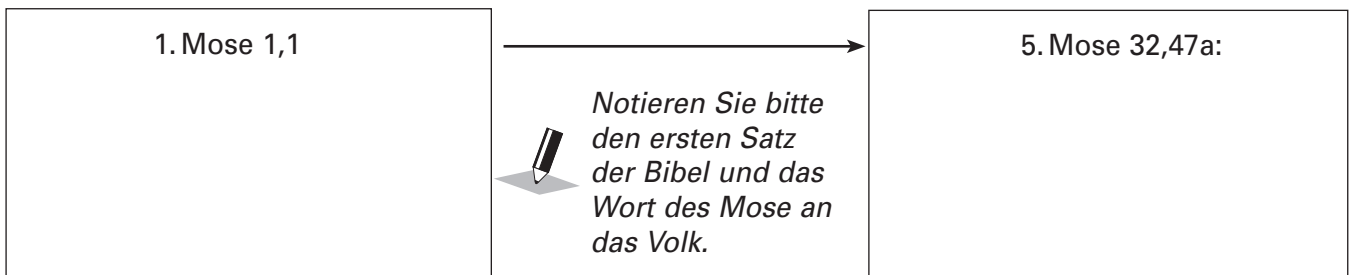 1. Mose 1,1
Notieren Sie bitte
den ersten Satz
der Bibel und das
Wort des Mose an
das Volk.
5. Mose 32,47a: